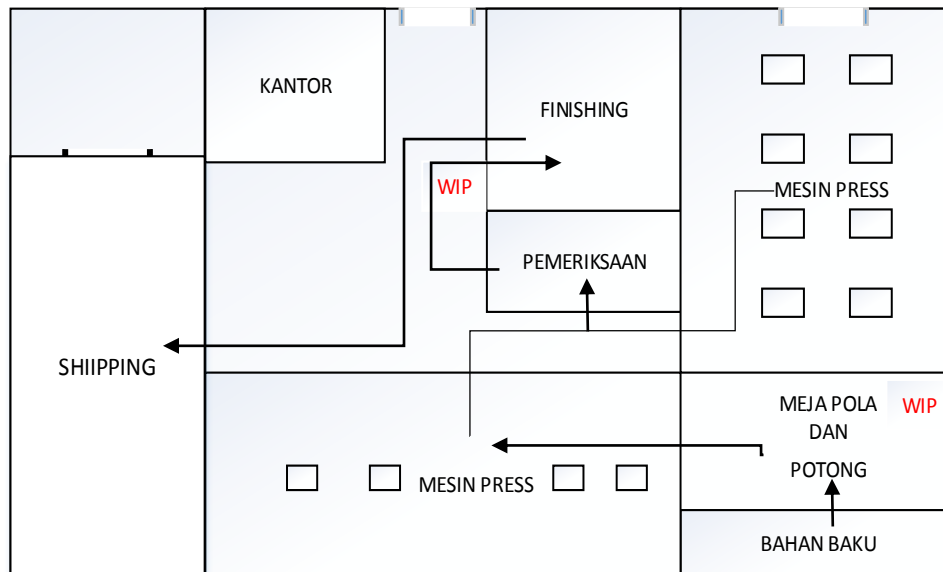 KANTOR
FINISHING
WIP
MESIN PRESS
PEMERIKSAAN
SHIIPPING
MEJA POLA
DAN
POTONG
WIP
MESIN PRESS
BAHAN BAKU